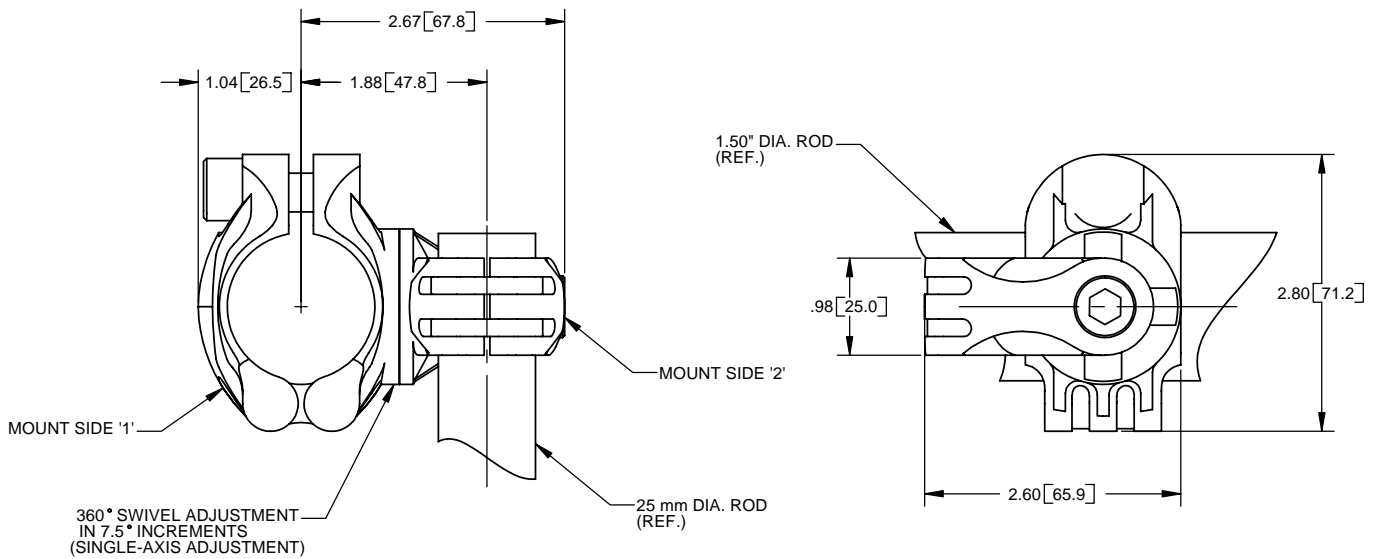 2.67[67.8]
1.04[26.5]
1.88[47.8]
1.50" DIA. ROD
(REF.)
.98[25.0]
2.80[71.2]
MOUNT SIDE '2'
MOUNT SIDE '1'
2.60[65.9]
25 mm DIA. ROD
(REF.)
360° SWIVEL ADJUSTMENT
IN 7.5° INCREMENTS
(SINGLE-AXIS ADJUSTMENT)